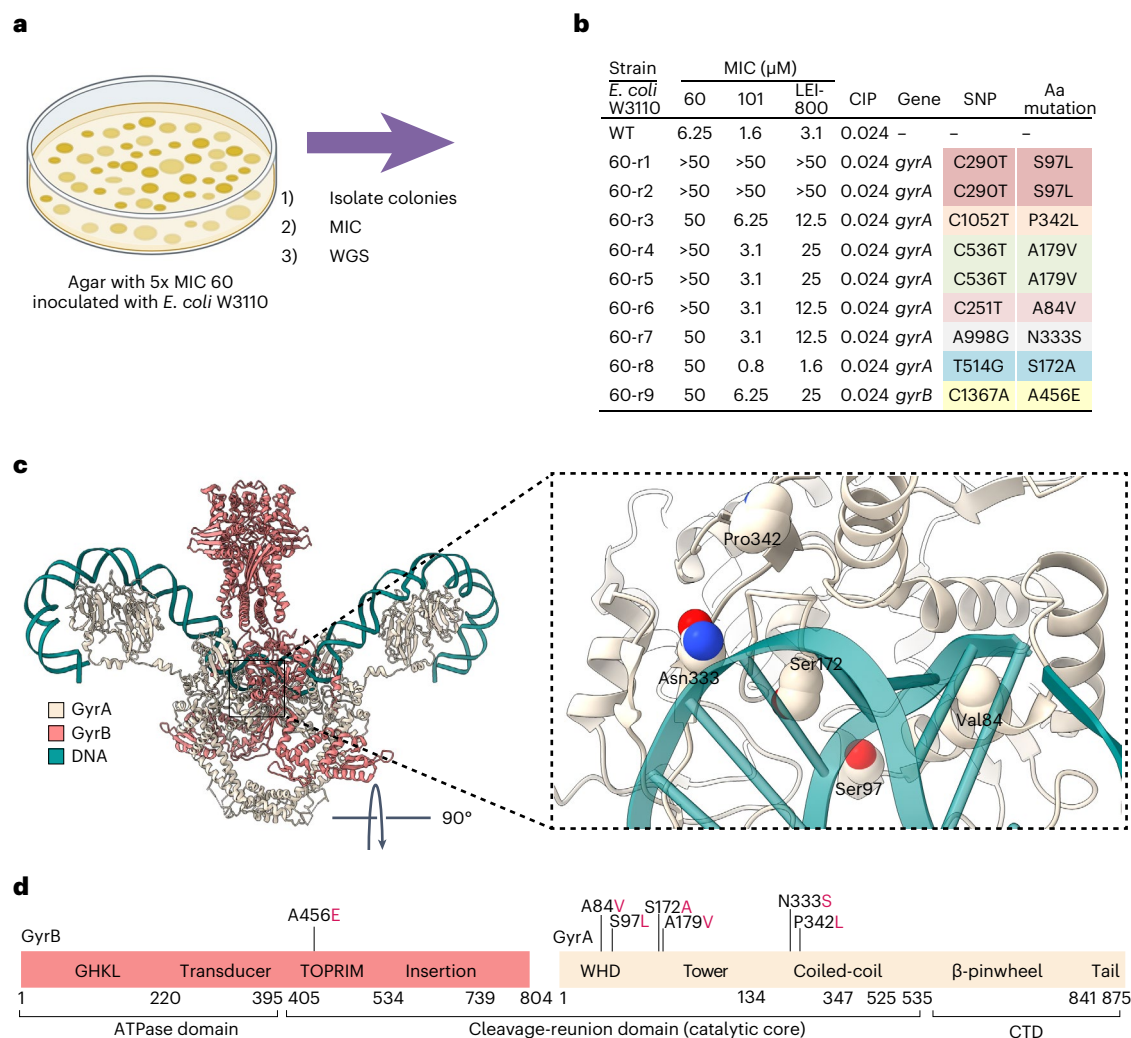 a
Agar with 5x MIC 60
inoculated with E. coli W3110
1) Isolate colonies
2) MIC
3) WGS
b
Strain MIC (µM)
E. coli W3110 60 101 LEI-800 CIP Gene SNP Aa mutation
WT 6.25 1.6 3.1 0.024 – – –
60-r1 >50 >50 >50 0.024 gyrA C290T S97L
60-r2 >50 >50 >50 0.024 gyrA C290T S97L
60-r3 50 6.25 12.5 0.024 gyrA C1052T P342L
60-r4 >50 3.1 25 0.024 gyrA C536T A179V
60-r5 >50 3.1 25 0.024 gyrA C536T A179V
60-r6 >50 3.1 12.5 0.024 gyrA C251T A84V
60-r7 50 3.1 12.5 0.024 gyrA A998G N333S
60-r8 50 0.8 1.6 0.024 gyrA T514G S172A
60-r9 50 6.25 25 0.024 gyrB C1367A A456E
c
GyrA
GyrB
DNA
90°
Pro342
Asn333
Ser172
Val84
Ser97
d
GyrB
A456E
GHKL Transducer TOPRIM Insertion
1 220 395 405 534 739 804
GyrA
A84V S97L S172A A179V N333S P342L
WHD Tower Coiled-coil β-pinwheel Tail
1 134 347 525 535 841 875
ATPase domain Cleavage-reunion domain (catalytic core) CTD